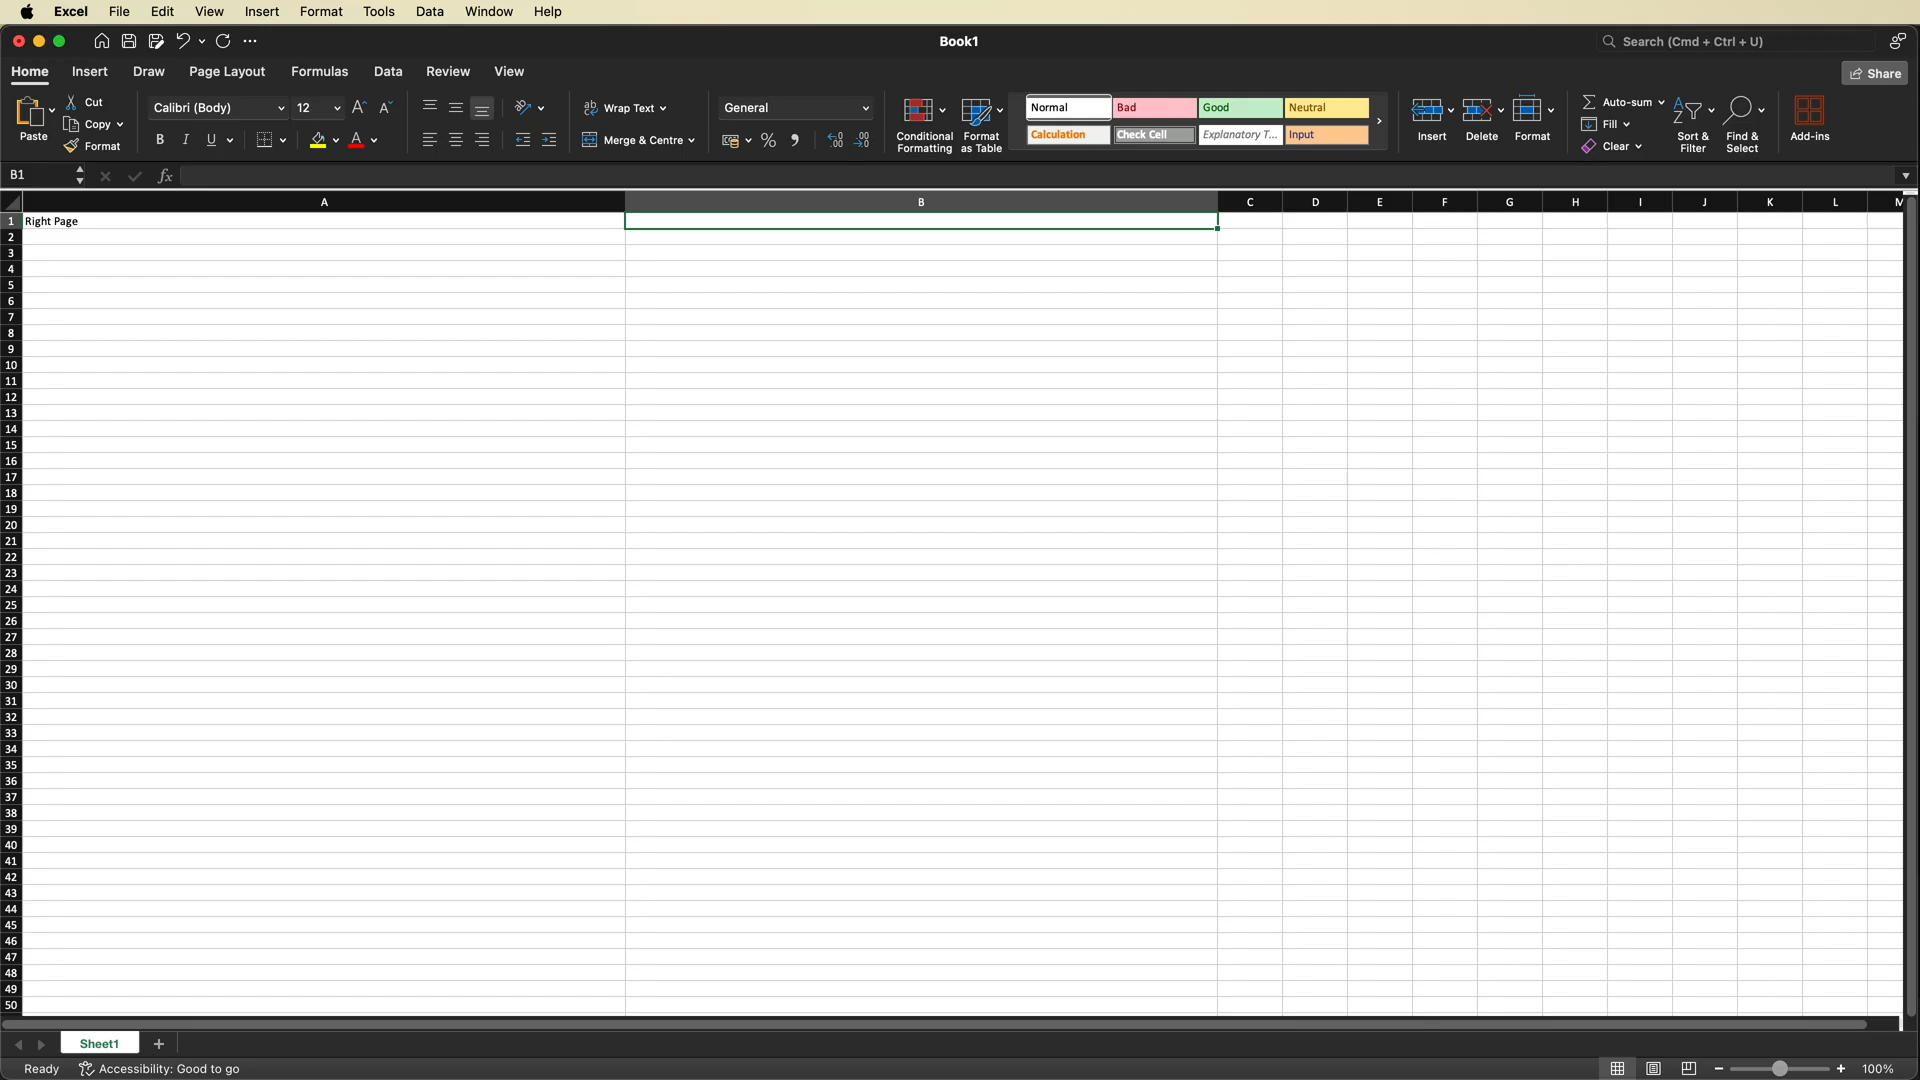 Excel File Edit View Insert Format Tools Data Window Help
Book1
Search (Cmd + Ctrl + U)
Home Insert Draw Page Layout Formulas Data Review View
Share
Paste
Cut
Copy
Format
Calibri (Body) 12
B I U
Wrap Text
Merge & Centre
General
Conditional Formatting
Format as Table
Normal Bad Good Neutral
Calculation Check Cell Explanatory T... Input
Insert
Delete
Format
Auto-sum
Fill
Clear
Sort & Filter
Find & Select
Add-ins
B1
fx
A B C D E F G H I J K L M
1 Right Page
2
3
4
5
6
7
8
9
10
11
12
13
14
15
16
17
18
19
20
21
22
23
24
25
26
27
28
29
30
31
32
33
34
35
36
37
38
39
40
41
42
43
44
45
46
47
48
49
50
Sheet1
Ready Accessibility: Good to go
100%